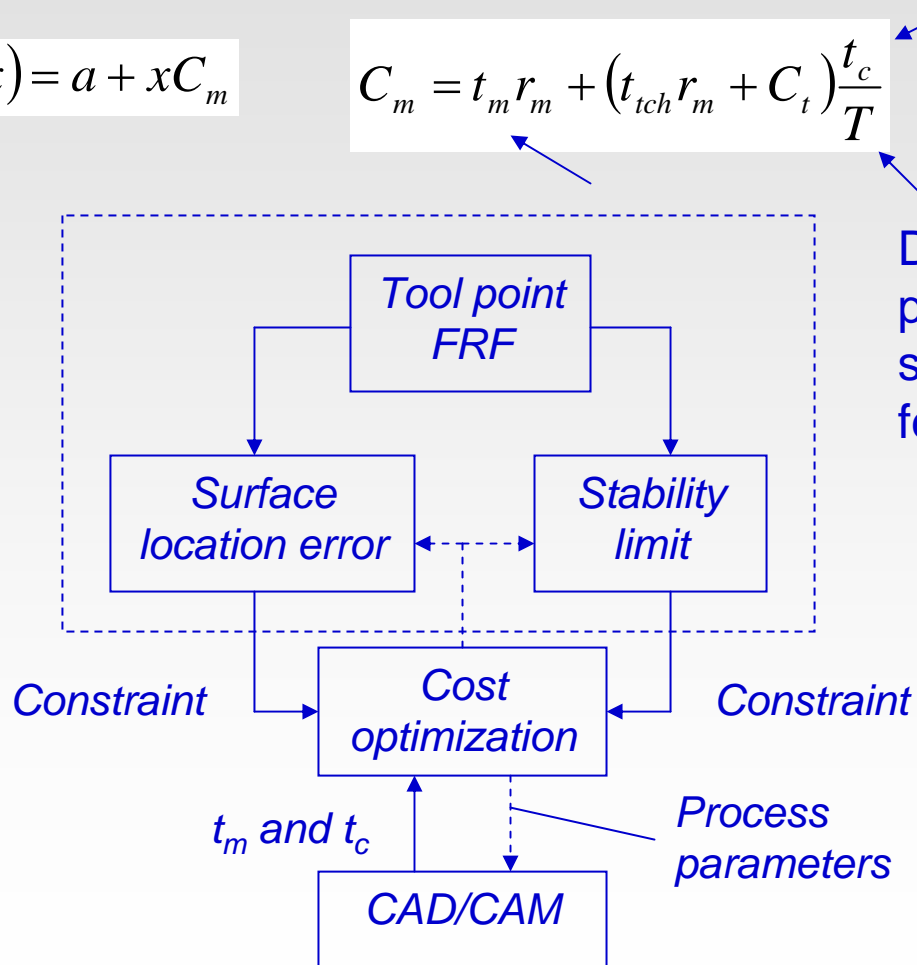 ) = a + xC_m
C_m = t_m r_m + (t_tch r_m + C_t) t_c / T
Tool point
FRF
Surface
location error
Stability
limit
Constraint
Cost
optimization
Constraint
t_m and t_c
Process
parameters
CAD/CAM